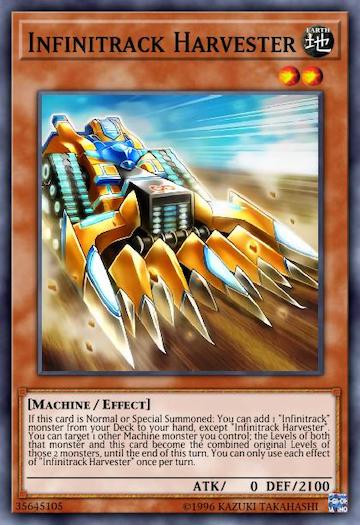 INFINITRACK HARVESTER
EARTH
地
[MACHINE / EFFECT]
If this card is Normal or Special Summoned: You can add 1 "Infinitrack"
monster from your Deck to your hand, except "Infinitrack Harvester".
You can target 1 other Machine monster you control; the Levels of both
that monster and this card become the combined original Levels of
those 2 monsters, until the end of this turn. You can only use each effect
of "Infinitrack Harvester" once per turn.
ATK/ 0 DEF/2100
35645105 ©1996 KAZUKI TAKAHASHI